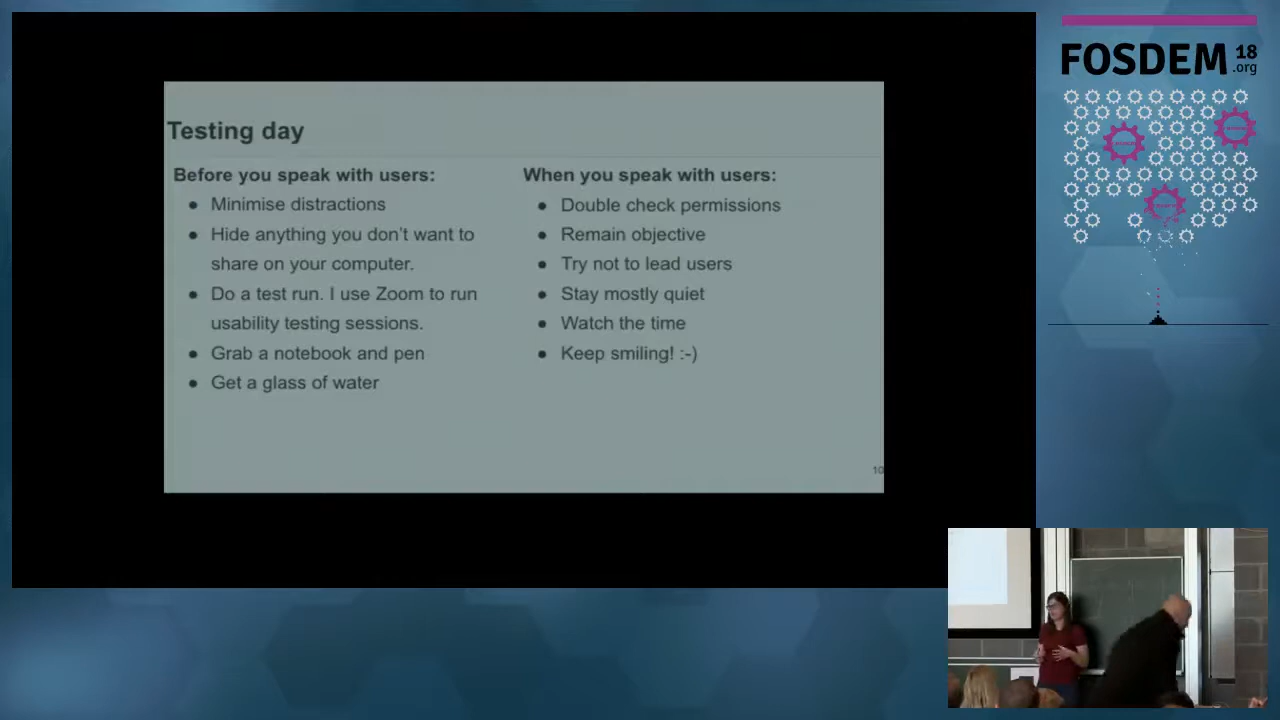 FOSDEM 18
.org
Testing day
Before you speak with users:
● Minimise distractions
● Hide anything you don't want to
share on your computer.
● Do a test run. I use Zoom to run
usability testing sessions.
● Grab a notebook and pen
● Get a glass of water
When you speak with users:
● Double check permissions
● Remain objective
● Try not to lead users
● Stay mostly quiet
● Watch the time
● Keep smiling! :-)
10